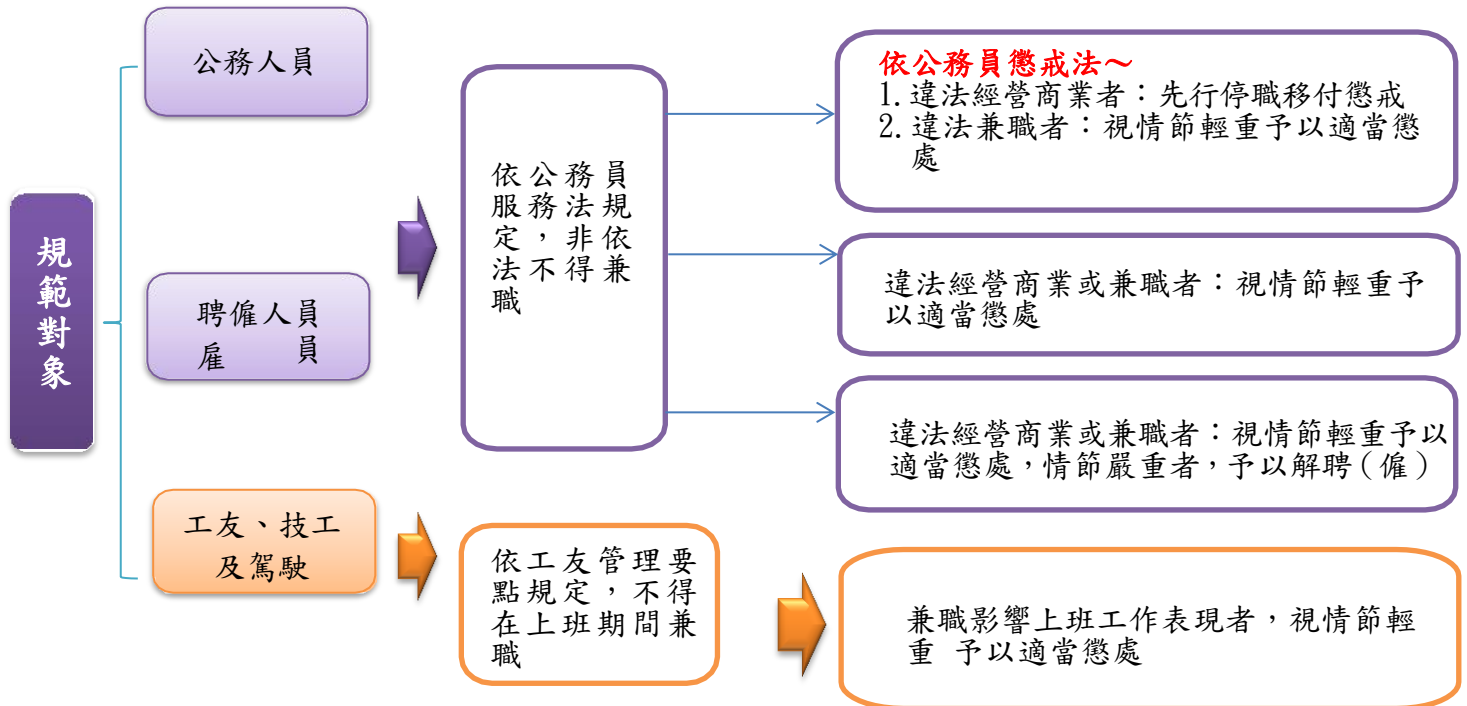 規範對象
公務人員
聘僱人員
雇　　員
工友、技工
及駕駛
依公務員
服務法規
定，非依
法不得兼
職
依工友管理要
點規定，不得
在上班期間兼
職
依公務員懲戒法～
1.違法經營商業者：先行停職移付懲戒
2.違法兼職者：視情節輕重予以適當懲
處
違法經營商業或兼職者：視情節輕重予
以適當懲處
違法經營商業或兼職者：視情節輕重予以
適當懲處，情節嚴重者，予以解聘（僱）
兼職影響上班工作表現者，視情節輕
重 予以適當懲處